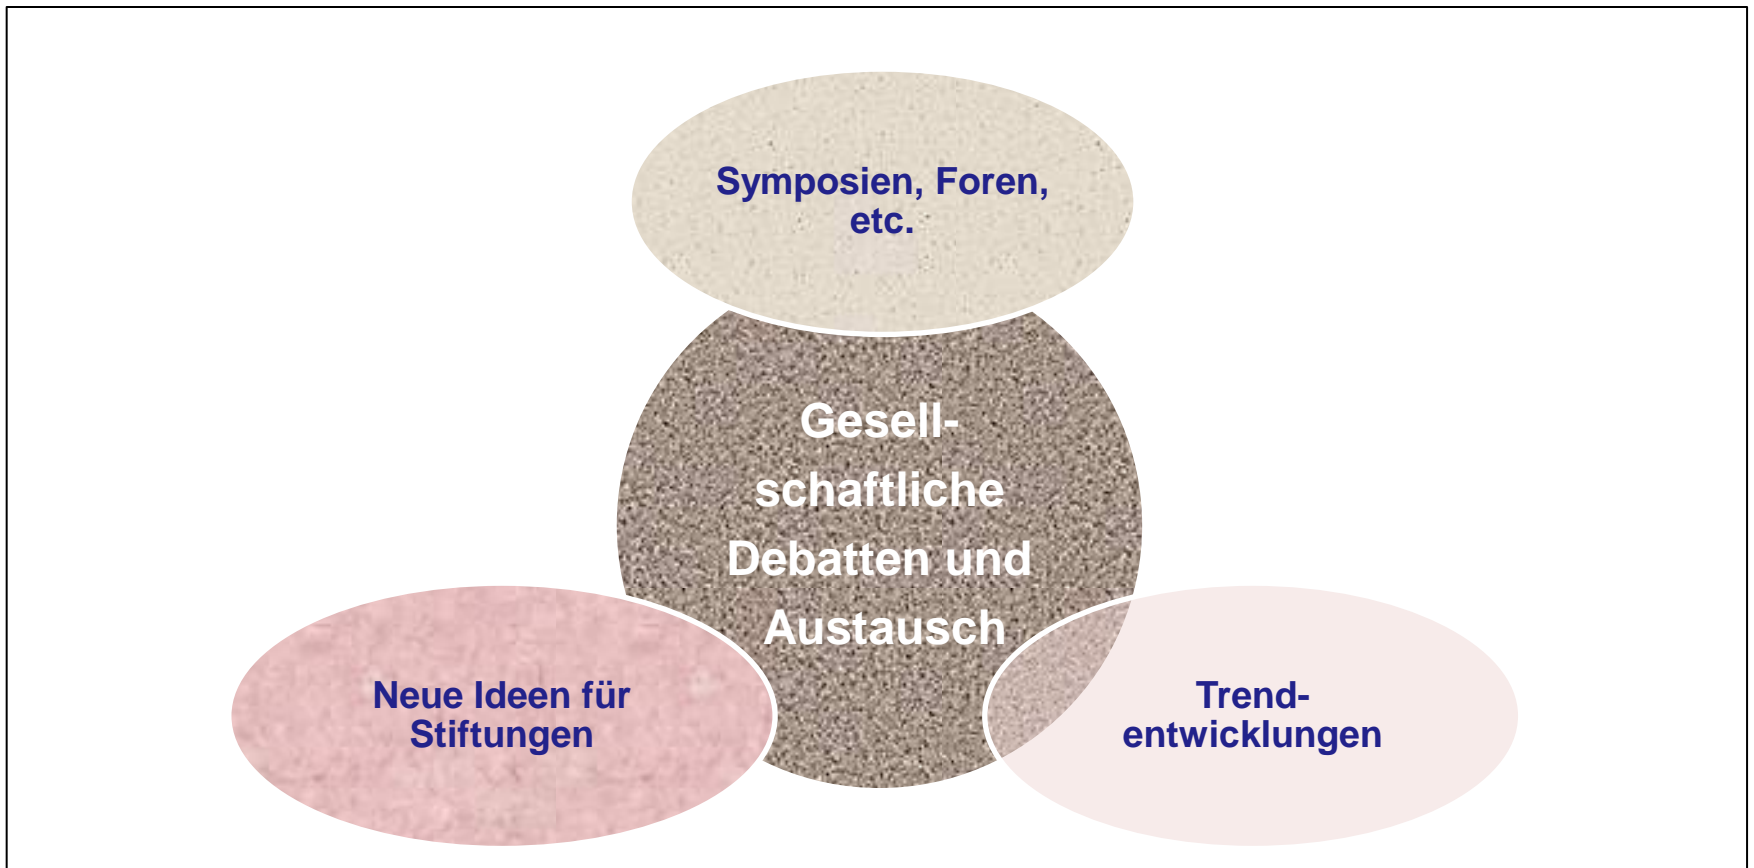 Symposien, Foren,
etc.
Gesell-
schaftliche
Debatten und
Austausch
Neue Ideen für
Stiftungen
Trend-
entwicklungen